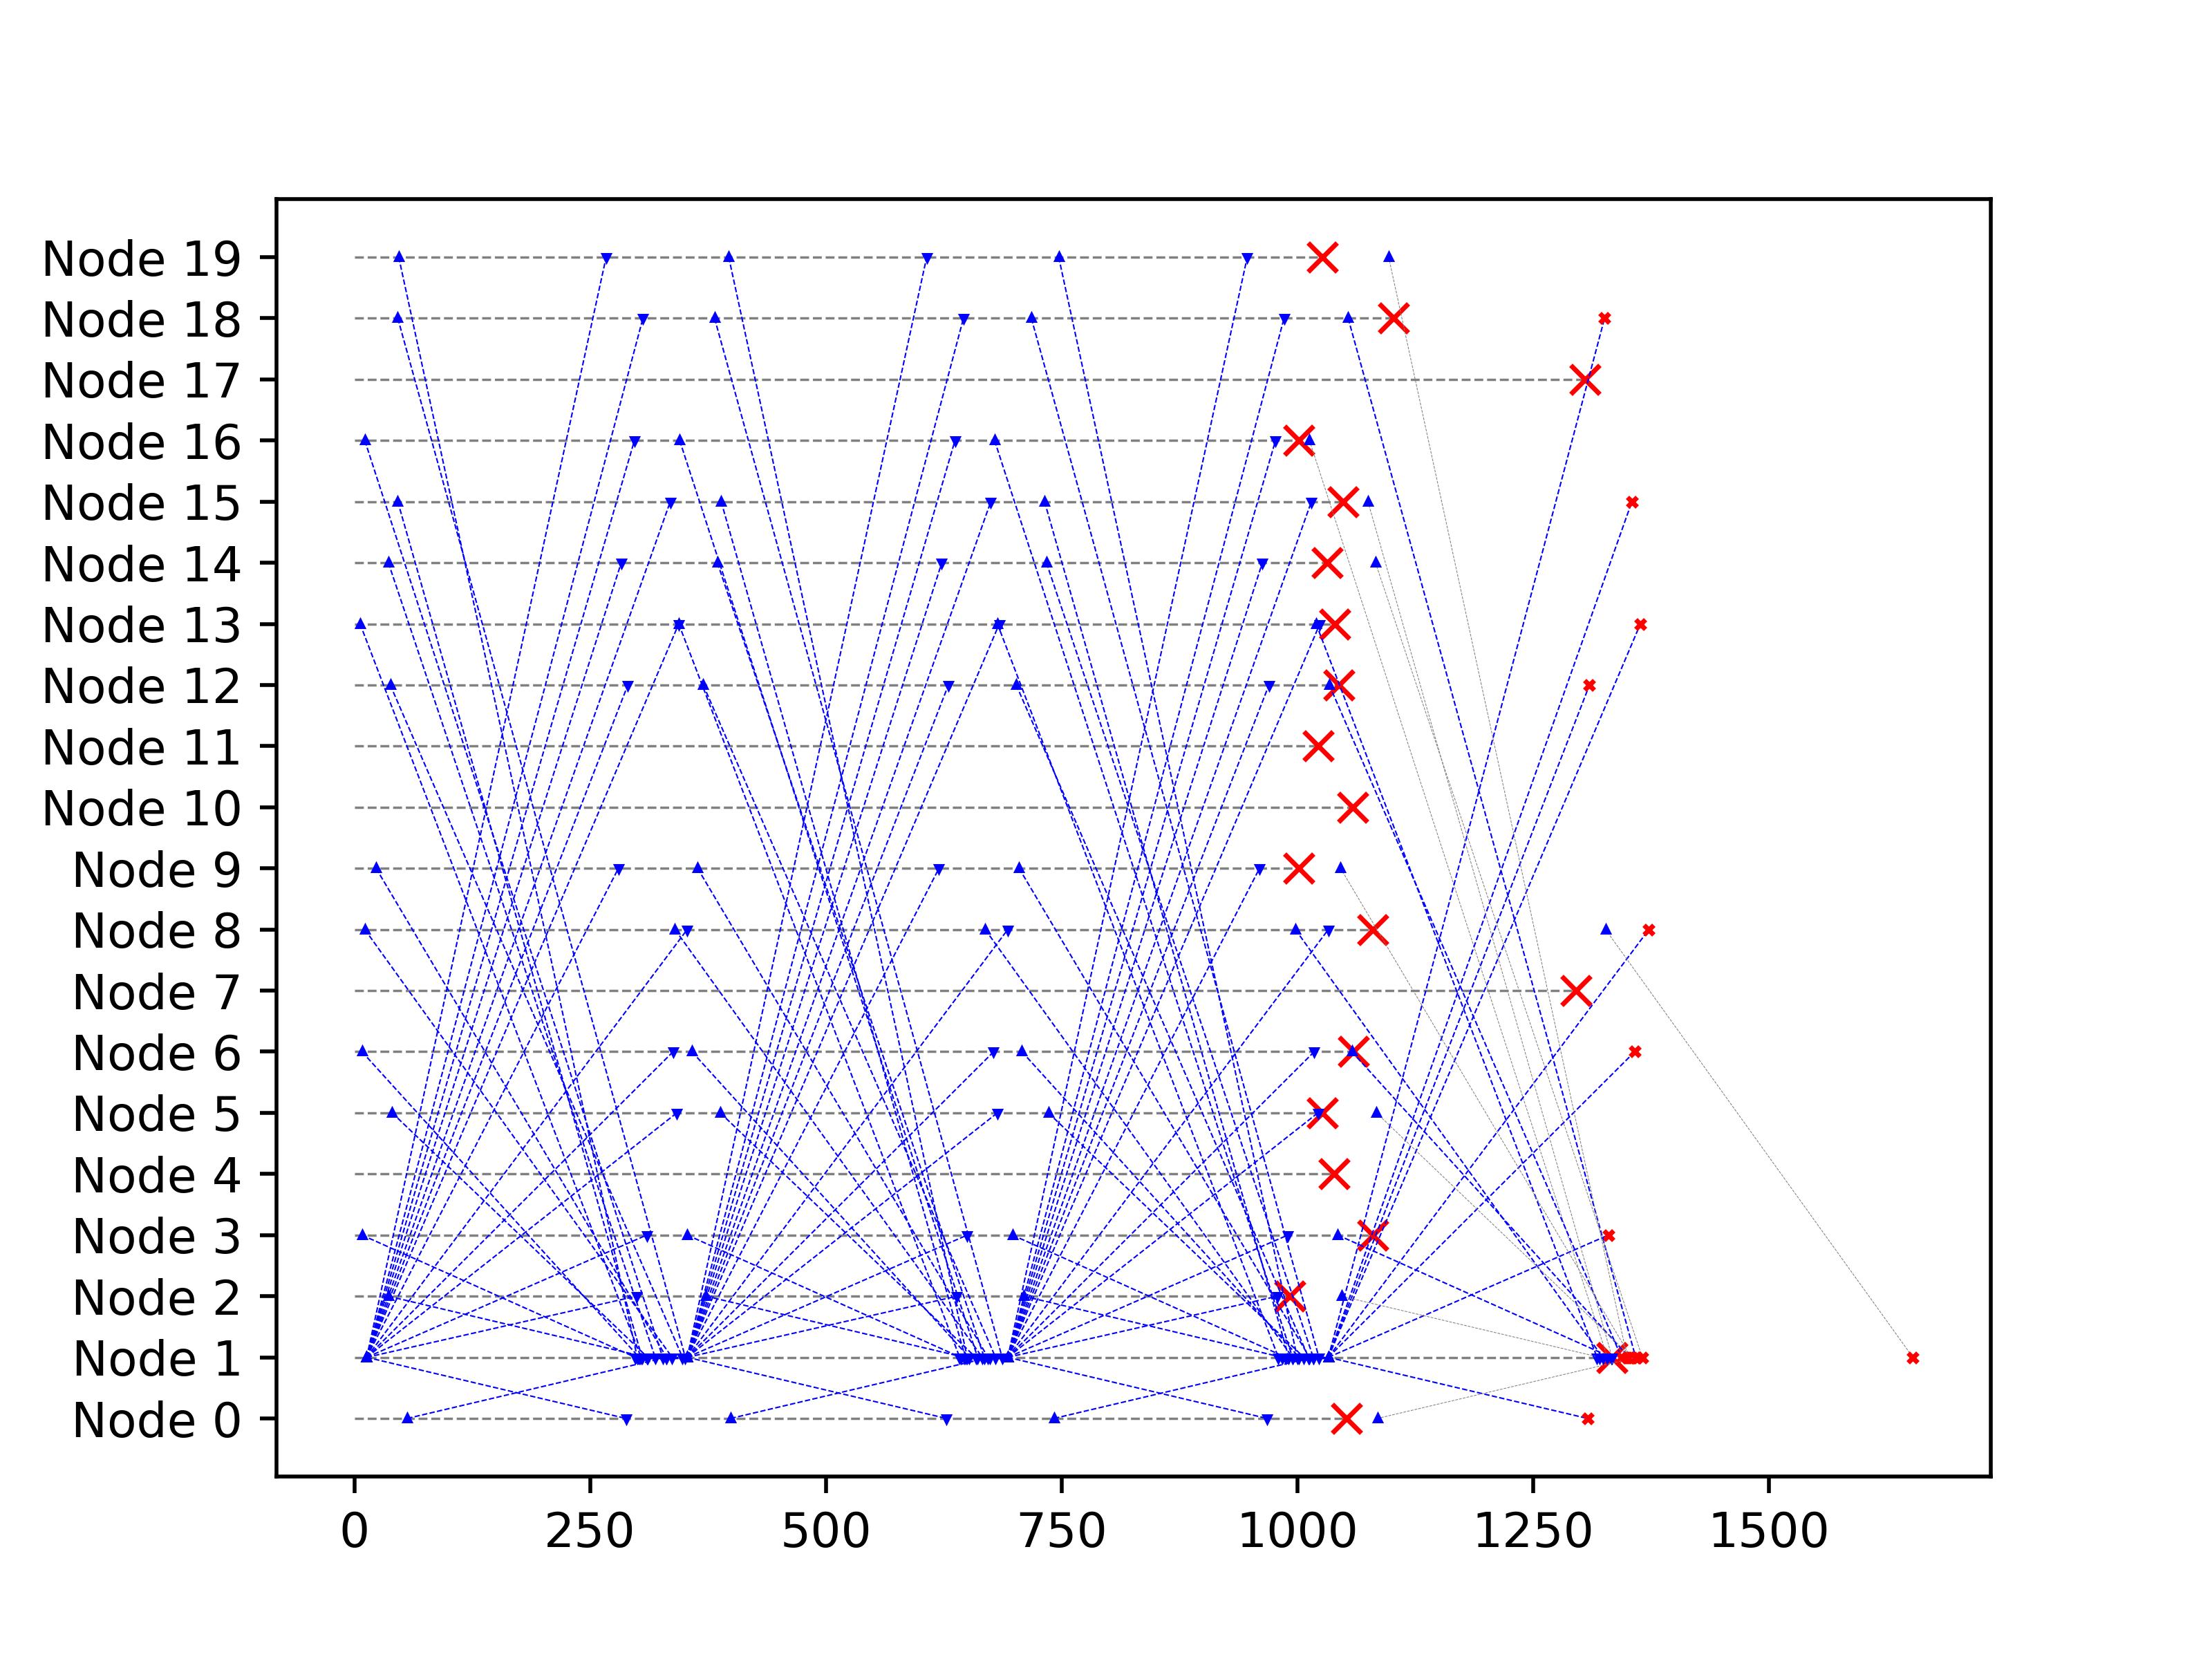 Node 19
Node 18
Node 17
Node 16
Node 15
Node 14
Node 13
Node 12
Node 11
Node 10
Node 9
Node 8
Node 7
Node 6
Node 5
Node 4
Node 3
Node 2
Node 1
Node 0
0 250 500 750 1000 1250 1500